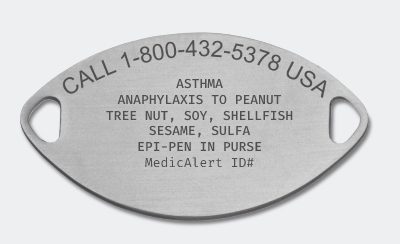 CALL 1-800-432-5378 USA
ASTHMA
ANAPHYLAXIS TO PEANUT
TREE NUT, SOY, SHELLFISH
SESAME, SULFA
EPI-PEN IN PURSE
MedicAlert ID#